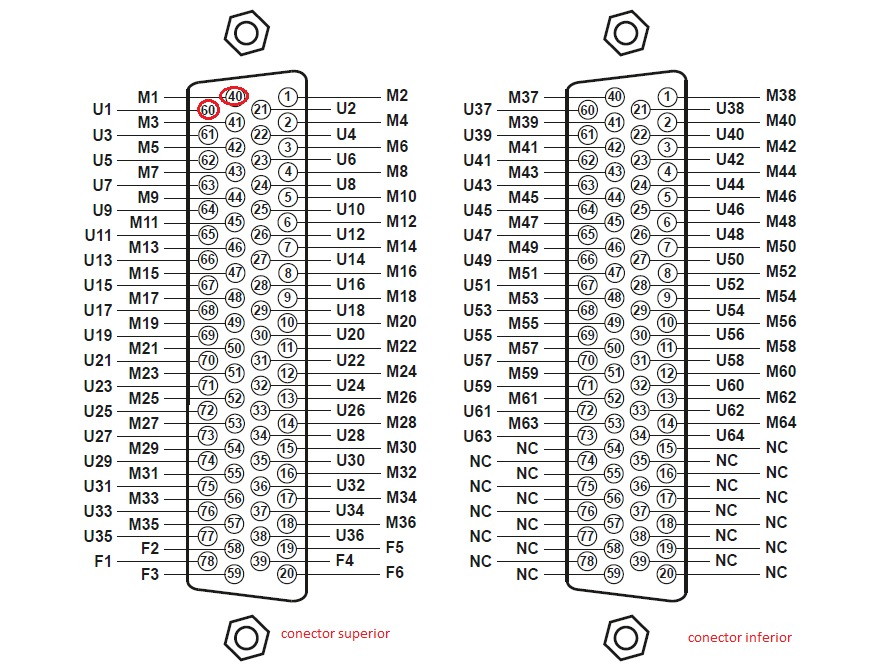 M1 40 1 M2
U1 60 21 U2
M3 41 2 M4
U3 61 22 U4
M5 42 3 M6
U5 62 23 U6
M7 43 4 M8
U7 63 24 U8
M9 44 5 M10
U9 64 25 U10
M11 45 6 M12
U11 65 26 U12
M13 46 7 M14
U13 66 27 U14
M15 47 8 M16
U15 67 28 U16
M17 48 9 M18
U17 68 29 U18
M19 49 10 M20
U19 69 30 U20
M21 50 11 M22
U21 70 31 U22
M23 51 12 M24
U23 71 32 U24
M25 52 13 M26
U25 72 33 U26
M27 53 14 M28
U27 73 34 U28
M29 54 15 M30
U29 74 35 U30
M31 55 16 M32
U31 75 36 U32
M33 56 17 M34
U33 76 37 U34
M35 57 18 M36
U35 77 38 U36
F2 58 19 F5
F1 78 39 F4
F3 59 20 F6
conector superior
M37 40 1 M38
U37 60 21 U38
M39 41 2 M40
U39 61 22 U40
M41 42 3 M42
U41 62 23 U42
M43 43 4 M44
U43 63 24 U44
M45 44 5 M46
U45 64 25 U46
M47 45 6 M48
U47 65 26 U48
M49 46 7 M50
U49 66 27 U50
M51 47 8 M52
U51 67 28 U52
M53 48 9 M54
U53 68 29 U54
M55 49 10 M56
U55 69 30 U56
M57 50 11 M58
U57 70 31 U58
M59 51 12 M60
U59 71 32 U60
M61 52 13 M62
U61 72 33 U62
M63 53 14 M64
U63 73 34 U64
NC 54 15 NC
NC 74 35 NC
NC 55 16 NC
NC 75 36 NC
NC 56 17 NC
NC 76 37 NC
NC 57 18 NC
NC 77 38 NC
NC 58 19 NC
NC 78 39 NC
NC 59 20 NC
conector inferior